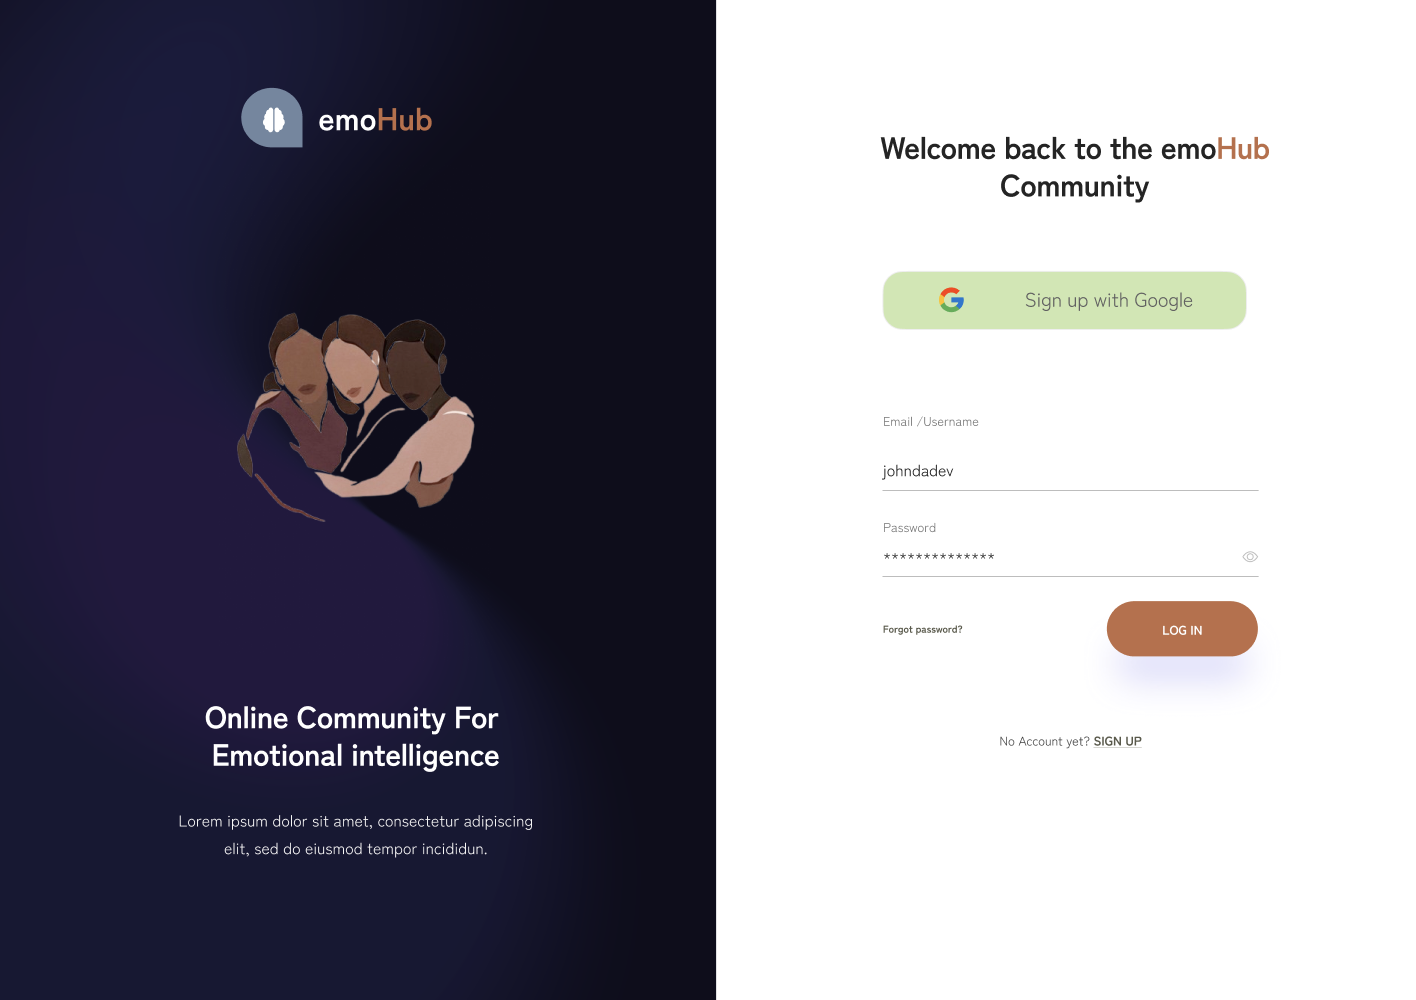 emoHub
Online Community For
Emotional intelligence
Lorem ipsum dolor sit amet, consectetur adipiscing
elit, sed do eiusmod tempor incididun.
Welcome back to the emoHub
Community
Sign up with Google
Email /Username
johndadev
Password
**************
Forgot password?
LOG IN
No Account yet? SIGN UP